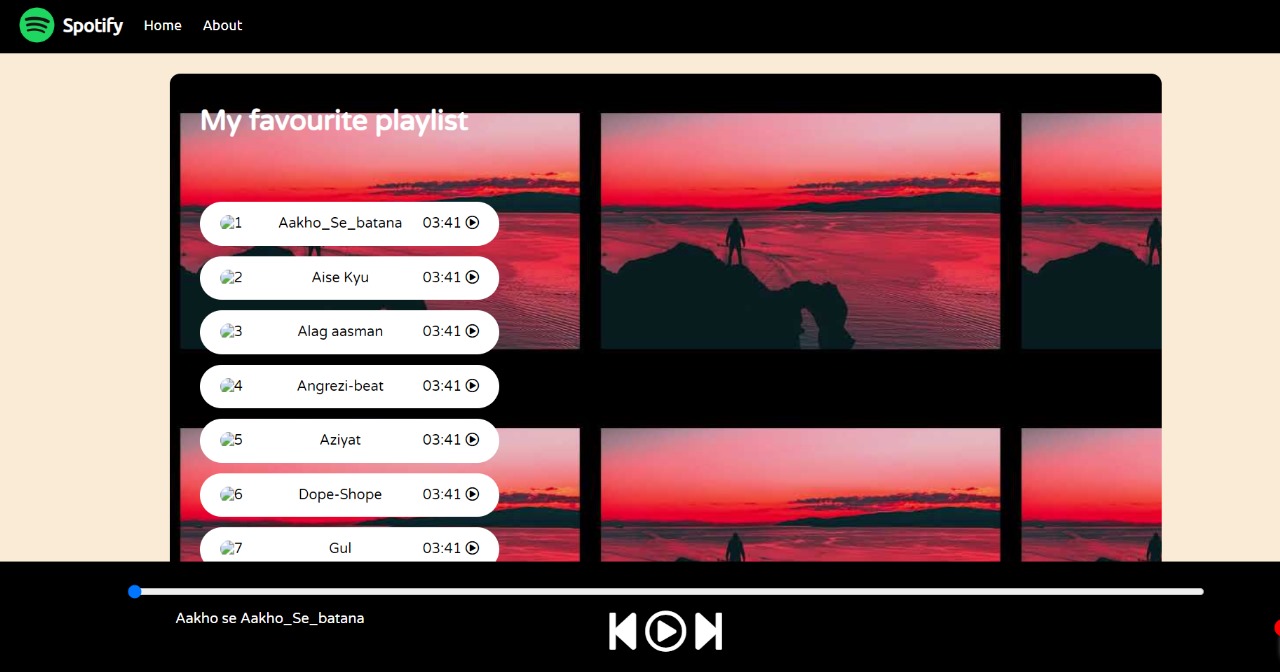 Spotify Home About
My favourite playlist
1 Aakho_Se_batana 03:41
2 Aise Kyu 03:41
3 Alag aasman 03:41
4 Angrezi-beat 03:41
5 Aziyat 03:41
6 Dope-Shope 03:41
7 Gul 03:41
Aakho se Aakho_Se_batana